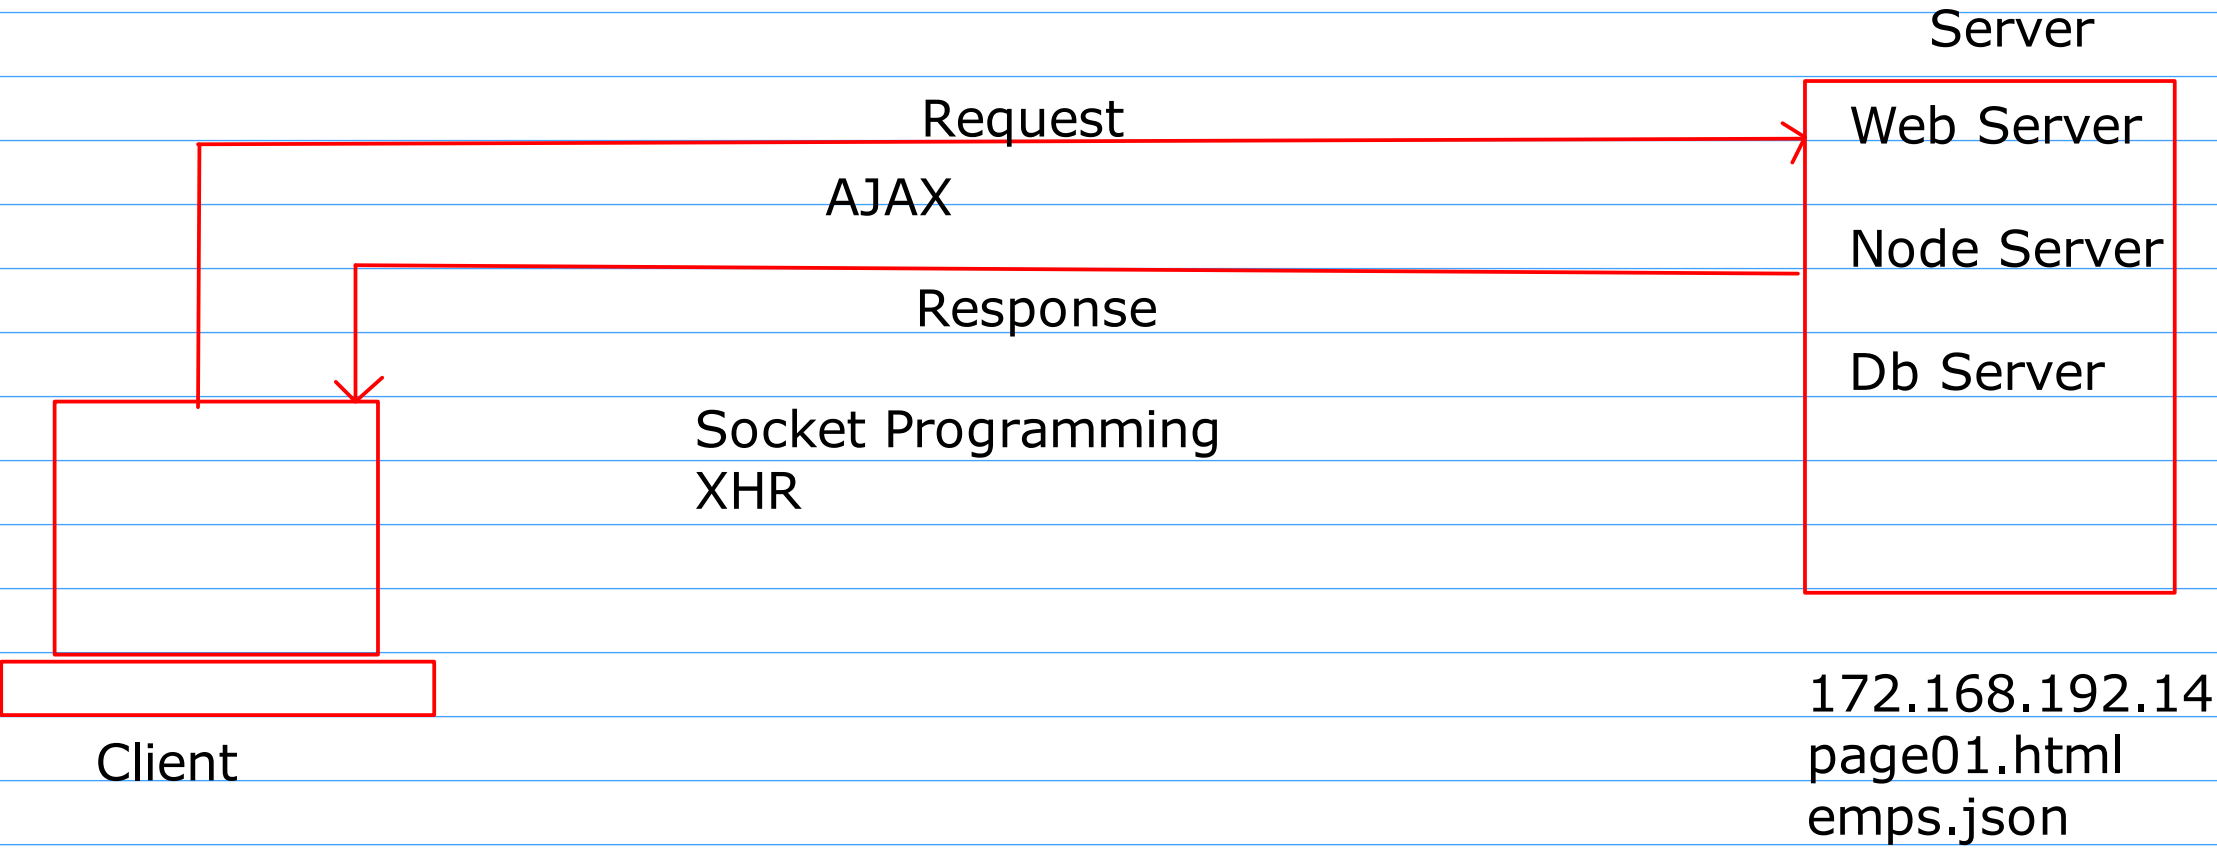 Server
Request
Web Server
AJAX
Node Server
Response
Db Server
Socket Programming
XHR
172.168.192.14
Client
page01.html
emps.json